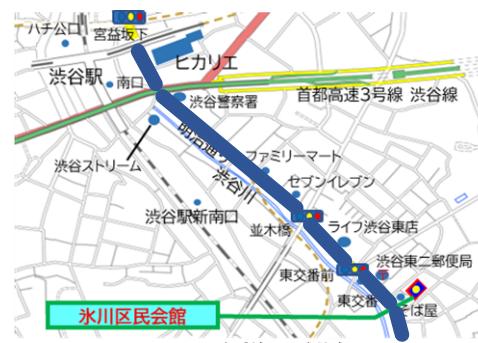 ハチ公口
宮益坂下
ヒカリエ
渋谷駅
南口
首都高速3号線 渋谷線
渋谷警察署
明治通り
渋谷ストリーム
ファミリーマート
渋谷川
セブンイレブン
渋谷駅新南口
並木橋
ライフ渋谷東店
渋谷東二郵便局
東交番前
東交番
そば屋
氷川区民会館